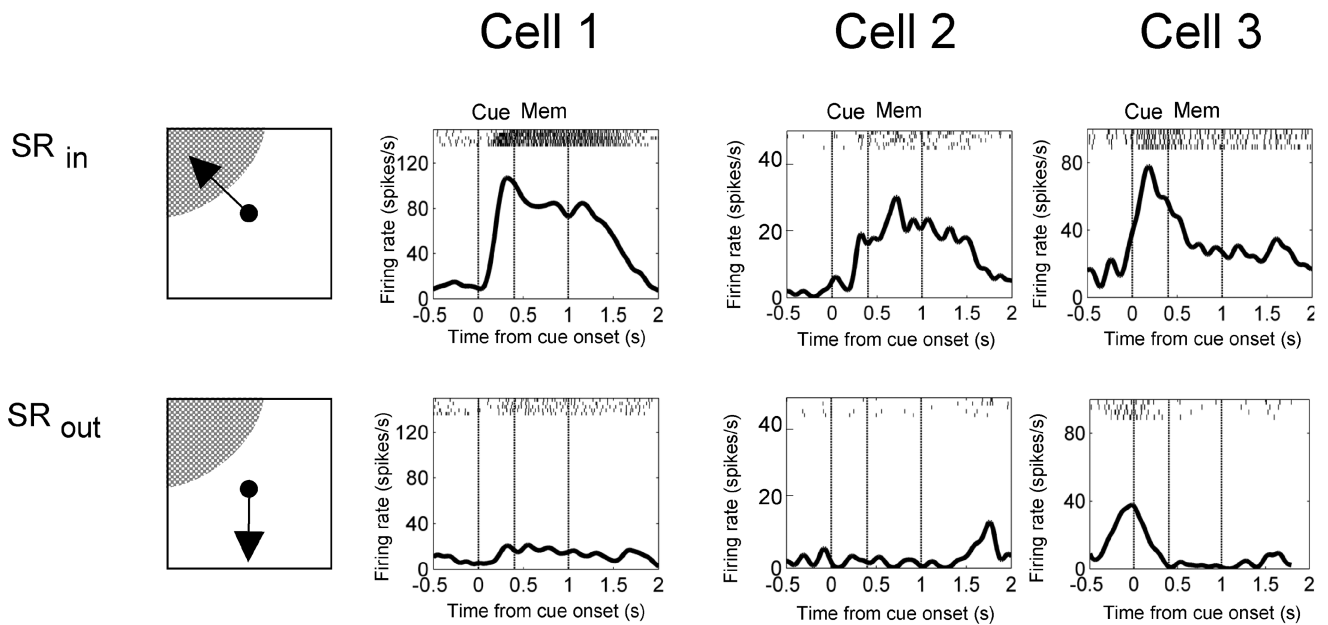 Cell 1
Cell 2
Cell 3
SR in
Cue Mem
Firing rate (spikes/s)
120
80
40
0
-0.5 0 0.5 1 1.5 2
Time from cue onset (s)
Cue Mem
Firing rate (spikes/s)
40
20
0
-0.5 0 0.5 1 1.5 2
Time from cue onset (s)
Cue Mem
Firing rate (spikes/s)
80
40
0
-0.5 0 0.5 1 1.5 2
Time from cue onset (s)
SR out
Firing rate (spikes/s)
120
80
40
0
-0.5 0 0.5 1 1.5 2
Time from cue onset (s)
Firing rate (spikes/s)
40
20
0
-0.5 0 0.5 1 1.5 2
Time from cue onset (s)
Firing rate (spikes/s)
80
40
0
-0.5 0 0.5 1 1.5 2
Time from cue onset (s)